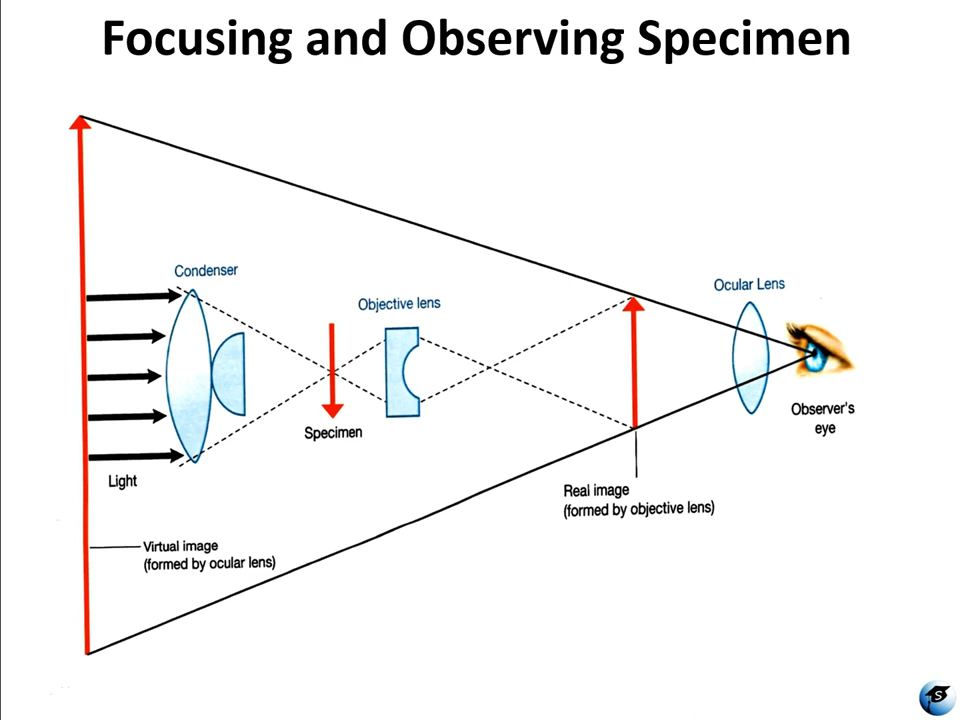 Focusing and Observing Specimen
Condenser
Objective lens
Ocular Lens
Specimen
Observer's
eye
Light
Real image
(formed by objective lens)
Virtual image
(formed by ocular lens)
S